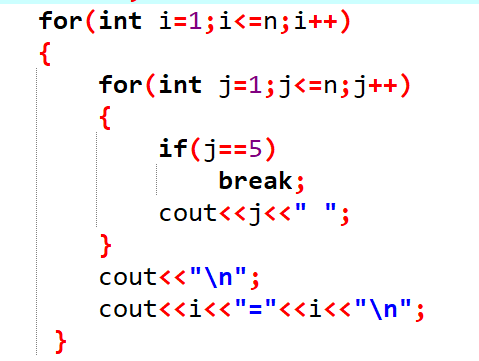 for(int i=1;i<=n;i++)
{
for(int j=1;j<=n;j++)
{
if(j==5)
break;
cout<<j<<" ";
}
cout<<"\n";
cout<<i<<"="<<i<<"\n";
}